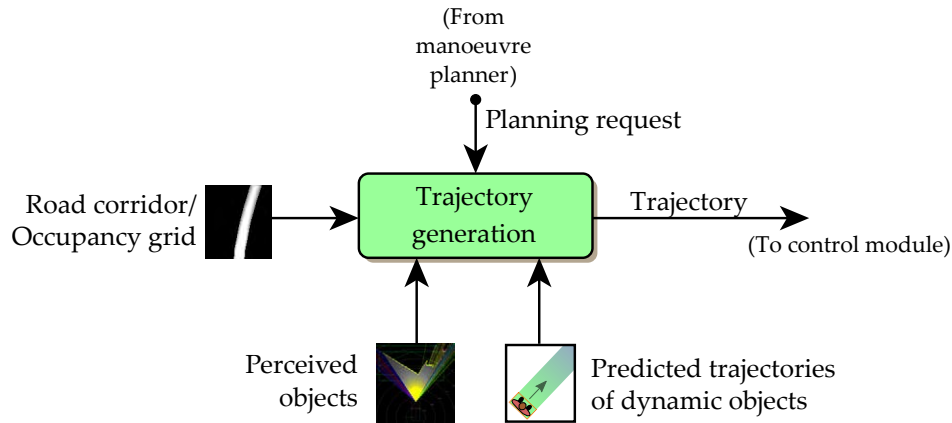 (From
manoeuvre
planner)
Planning request
Road corridor/
Occupancy grid
Trajectory
generation
Trajectory
(To control module)
Perceived
objects
Predicted trajectories
of dynamic objects